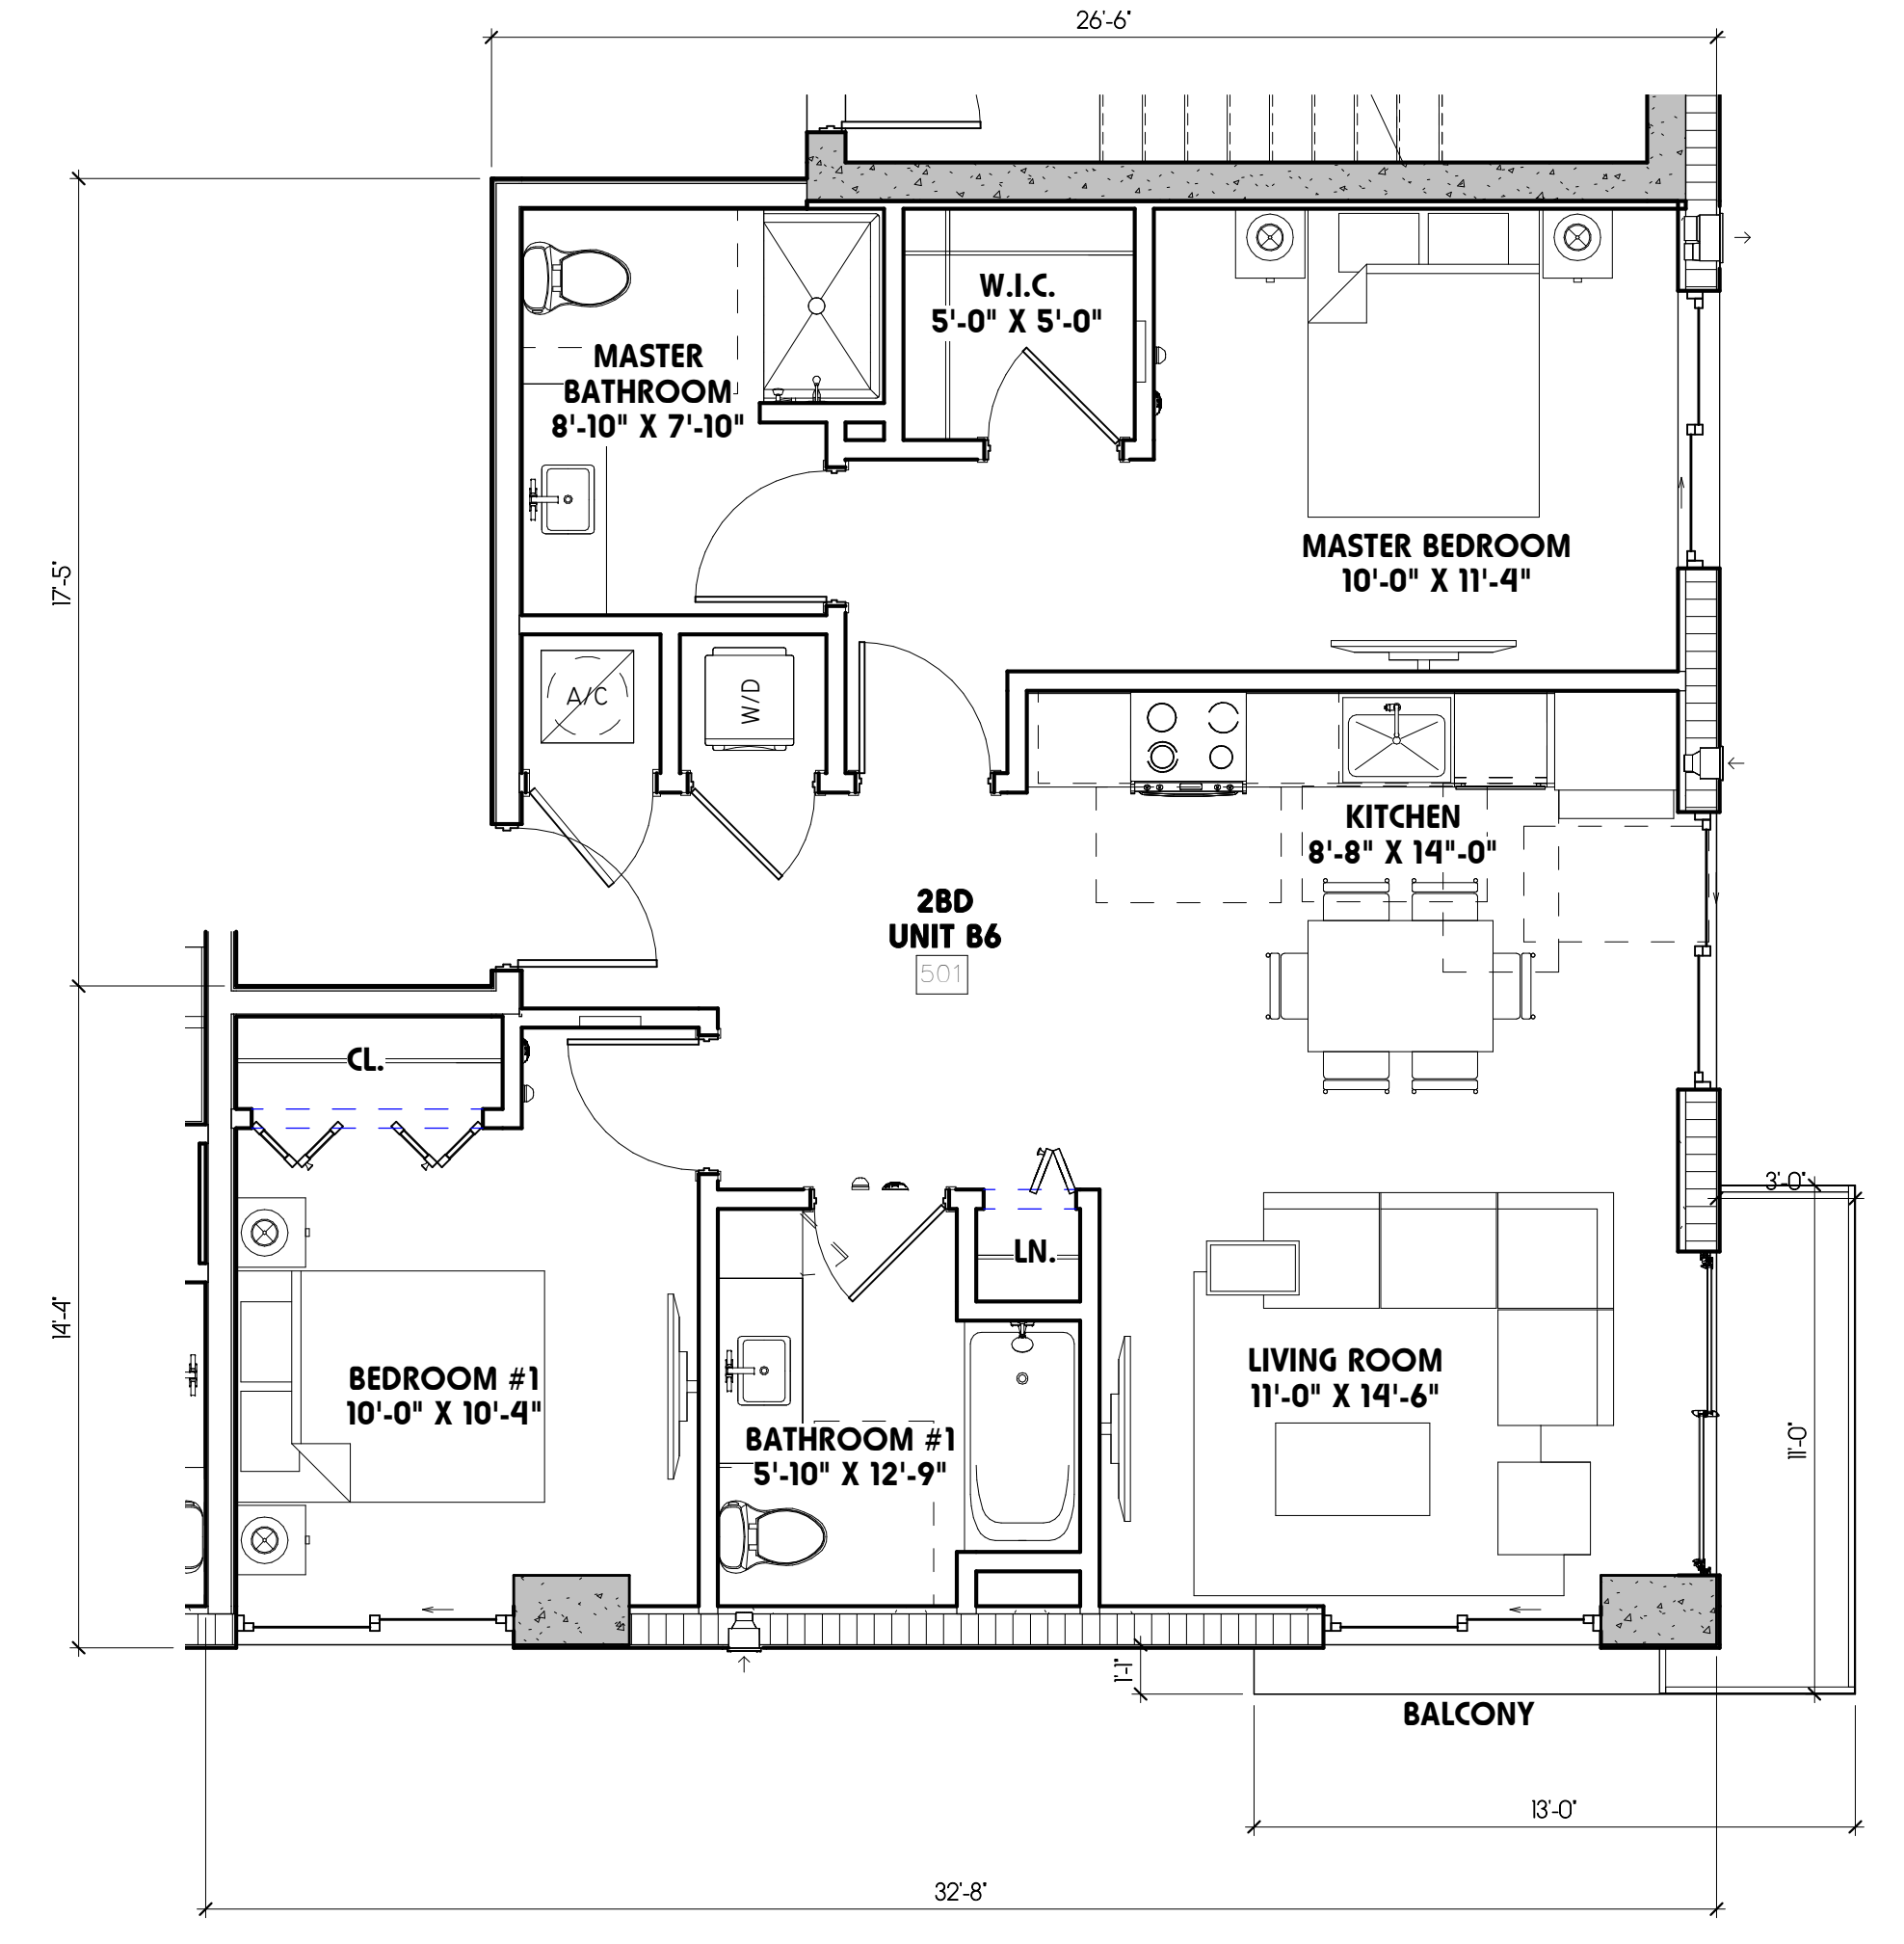 26'-6"
W.I.C.
5'-0" X 5'-0"
MASTER
BATHROOM
8'-10" X 7'-10"
MASTER BEDROOM
10'-0" X 11'-4"
17'-5"
A/C
W/D
KITCHEN
8'-8" X 14"-0"
2BD
UNIT B6
501
CL.
3'-0"
LN.
14'-4"
LIVING ROOM
11'-0" X 14'-6"
BEDROOM #1
10'-0" X 10'-4"
BATHROOM #1
5'-10" X 12'-9"
11'-0"
1'-1"
BALCONY
13'-0"
32'-8"